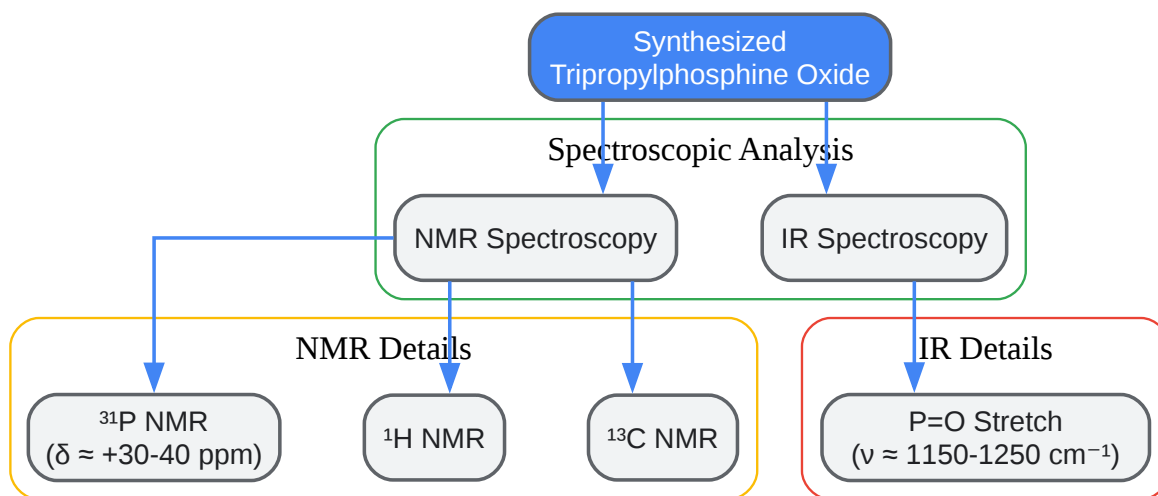 Synthesized
Tripropylphosphine Oxide
Spectroscopic Analysis
NMR Spectroscopy
IR Spectroscopy
NMR Details
IR Details
³¹P NMR
(δ ≈ +30-40 ppm)
¹H NMR
¹³C NMR
P=O Stretch
(ν ≈ 1150-1250 cm⁻¹)